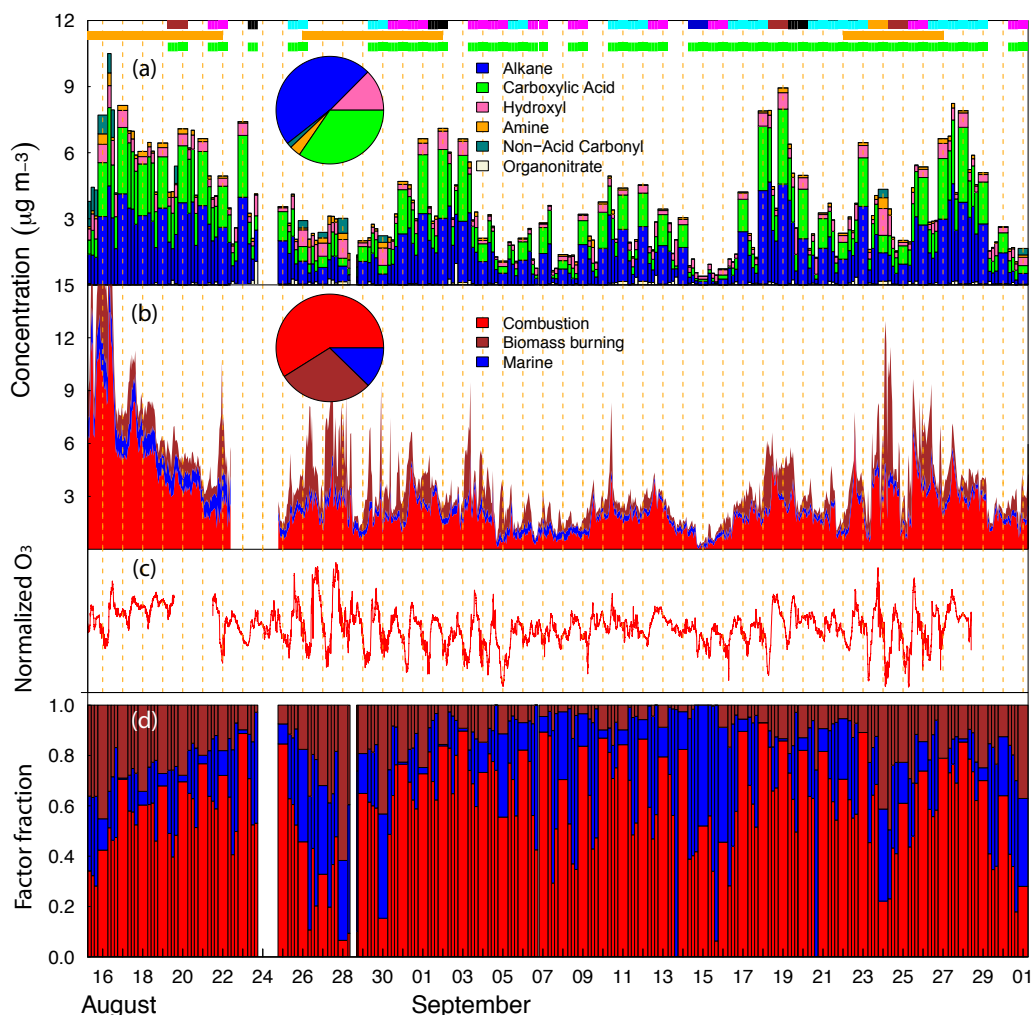 12
9
6
3
Concentration (μg m⁻³)
(a)
Alkane
Carboxylic Acid
Hydroxyl
Amine
Non−Acid Carbonyl
Organonitrate
15
12
9
6
3
(b)
Combustion
Biomass burning
Marine
Normalized O₃
(c)
1.0
0.8
0.6
0.4
0.2
0.0
Factor fraction
(d)
16 18 20 22 24 26 28 30 01 03 05 07 09 11 13 15 17 19 21 23 25 27 29 01
August September